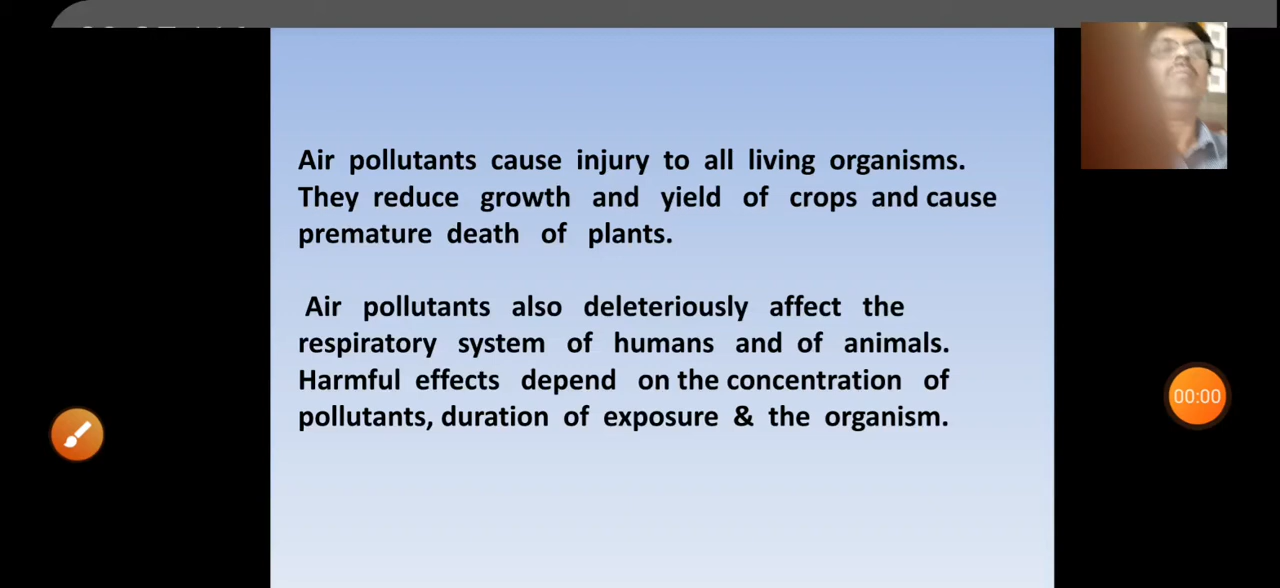 Air pollutants cause injury to all living organisms.
They reduce growth and yield of crops and cause
premature death of plants.
Air pollutants also deleteriously affect the
respiratory system of humans and of animals.
Harmful effects depend on the concentration of
pollutants, duration of exposure & the organism.
00:00